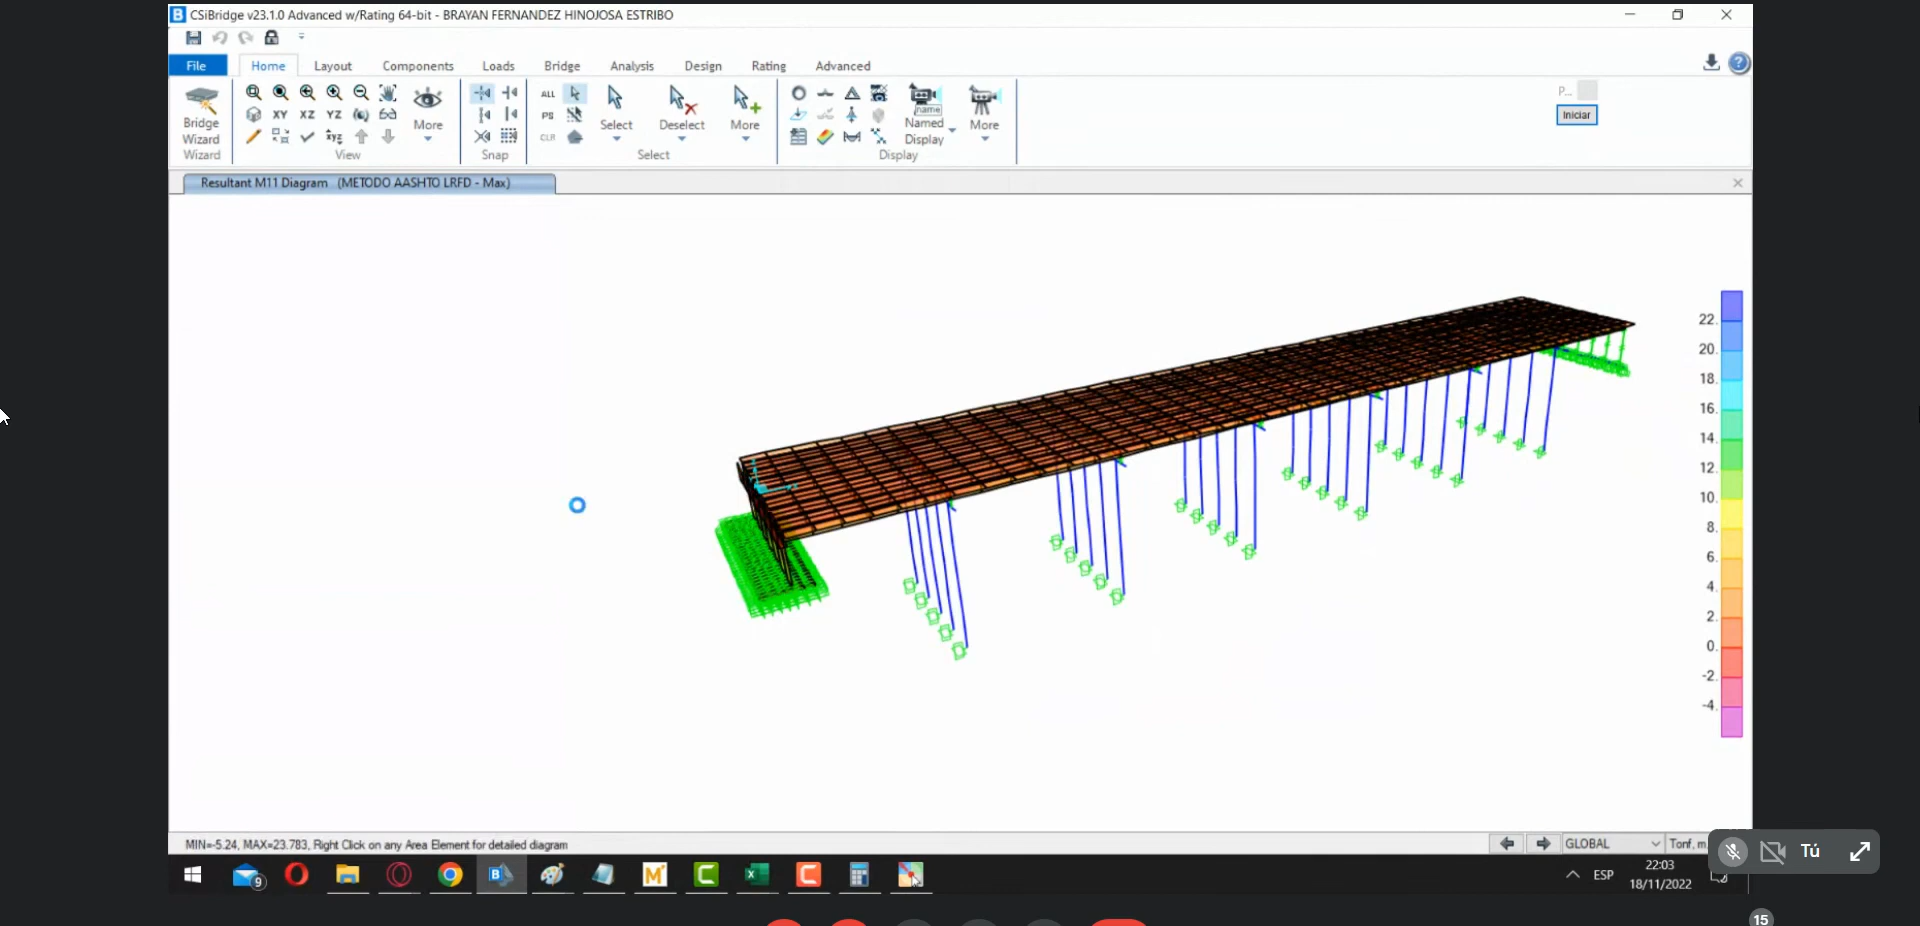 CSiBridge v23.1.0 Advanced w/Rating 64-bit - BRAYAN FERNANDEZ HINOJOSA ESTRIBO
File Home Layout Components Loads Bridge Analysis Design Rating Advanced
Bridge Wizard
Wizard
XY XZ YZ
xyz
More
View
Snap
ALL
PS
CLR
Select
Deselect
More
Select
name
Named Display
More
Display
P...
Iniciar
Resultant M11 Diagram (METODO AASHTO LRFD - Max)
22.
20.
18.
16.
14.
12.
10.
8.
6.
4.
2.
0.
-2.
-4.
MIN=-5.24, MAX=23.783, Right Click on any Area Element for detailed diagram
GLOBAL
Tonf, m,
Tú
9
ESP
22:03
18/11/2022
15